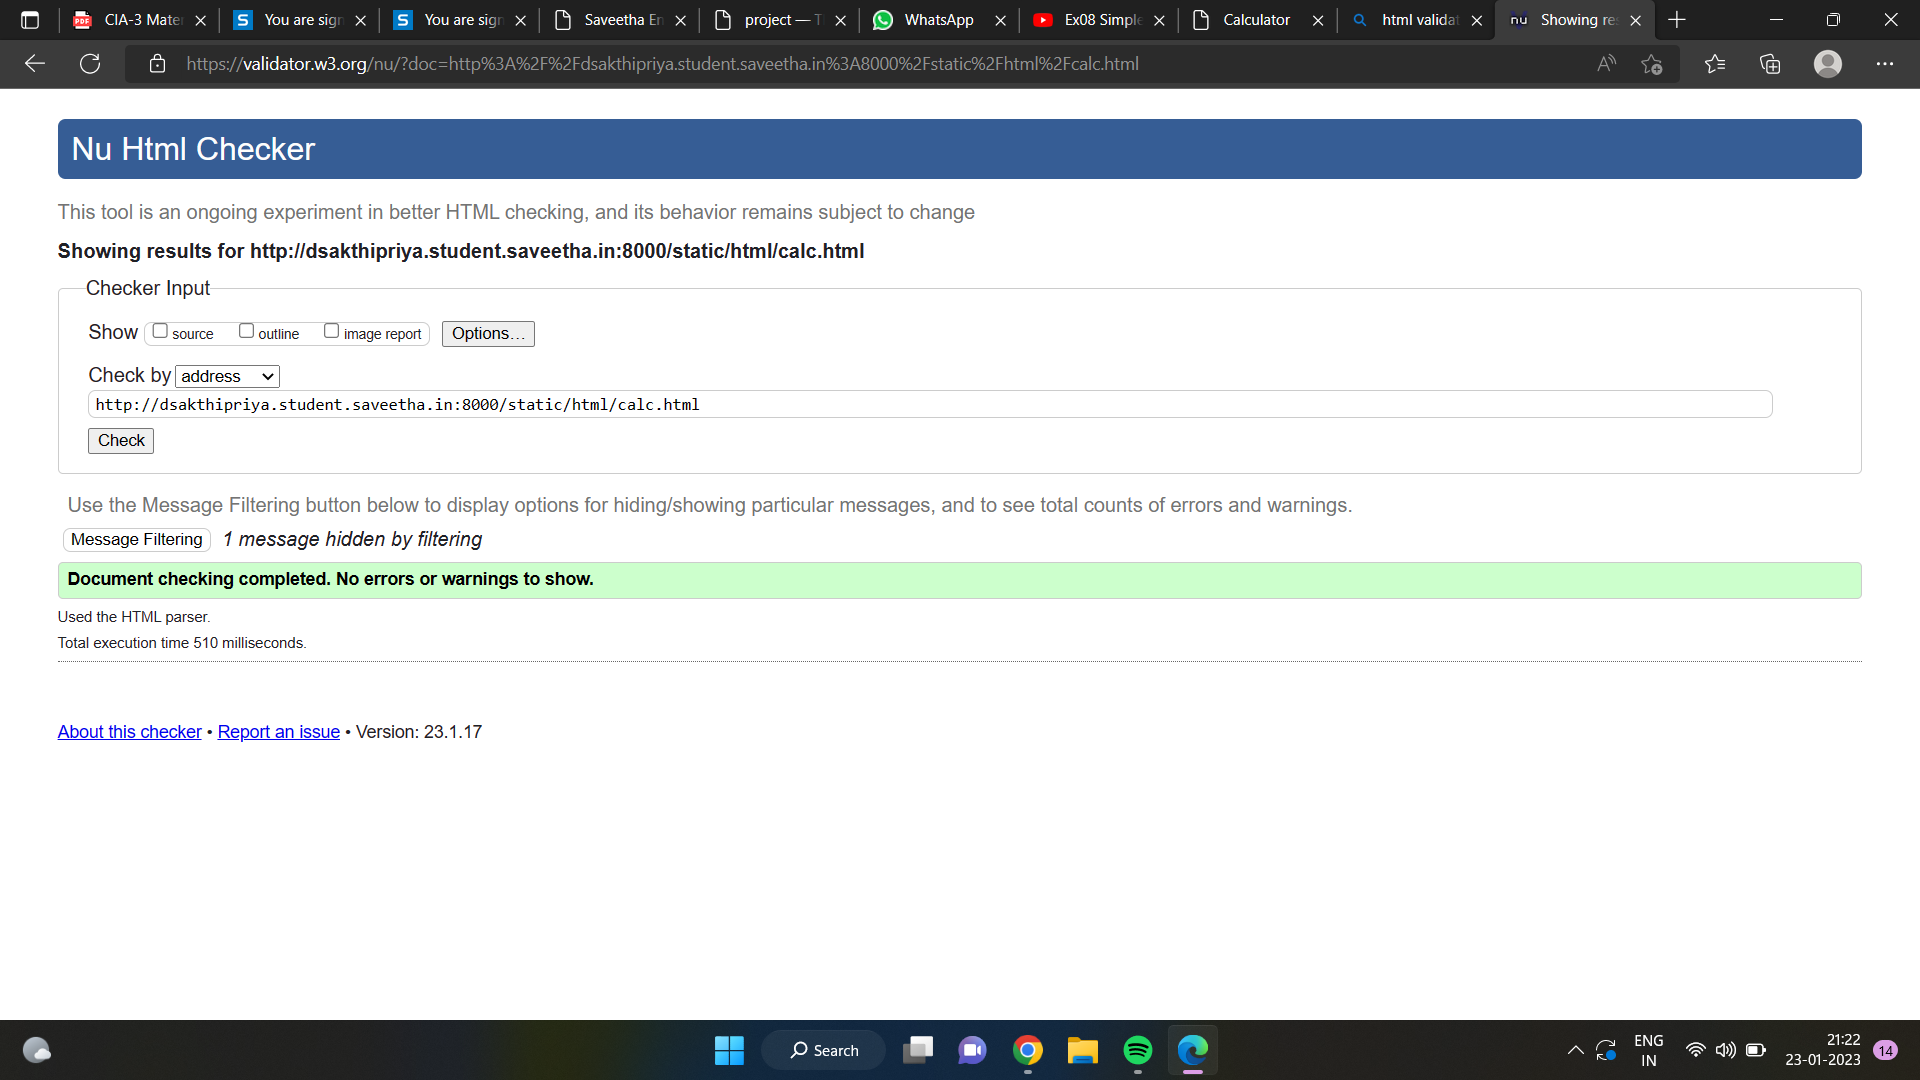 CIA-3 Mater
You are sign
You are sign
Saveetha En
project — T
WhatsApp
Ex08 Simple
Calculator
html validat
Showing res
https://validator.w3.org/nu/?doc=http%3A%2F%2Fdsakthipriya.student.saveetha.in%3A8000%2Fstatic%2Fhtml%2Fcalc.html
Nu Html Checker
This tool is an ongoing experiment in better HTML checking, and its behavior remains subject to change
Showing results for http://dsakthipriya.student.saveetha.in:8000/static/html/calc.html
Checker Input
Show source outline image report Options...
Check by address
http://dsakthipriya.student.saveetha.in:8000/static/html/calc.html
Check
Use the Message Filtering button below to display options for hiding/showing particular messages, and to see total counts of errors and warnings.
Message Filtering 1 message hidden by filtering
Document checking completed. No errors or warnings to show.
Used the HTML parser.
Total execution time 510 milliseconds.
About this checker • Report an issue • Version: 23.1.17
Search
ENG
IN
21:22
23-01-2023
14